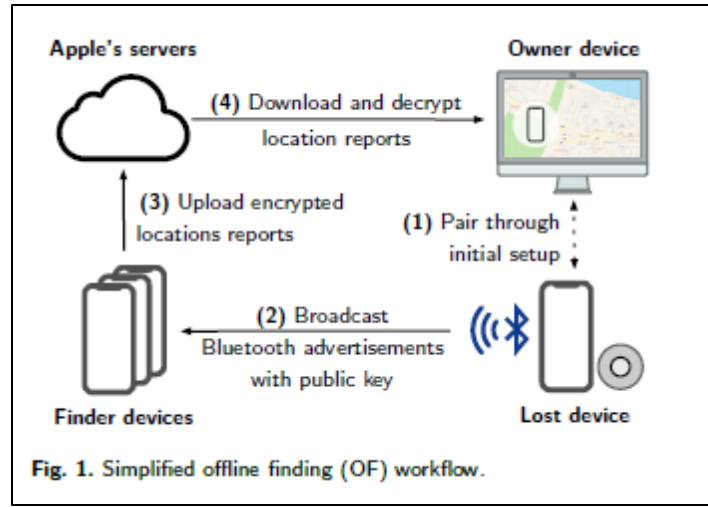 Apple's servers
Owner device
(4) Download and decrypt
location reports
(3) Upload encrypted
locations reports
(1) Pair through
initial setup
(2) Broadcast
Bluetooth advertisements
with public key
Finder devices
Lost device
Fig. 1. Simplified offline finding (OF) workflow.